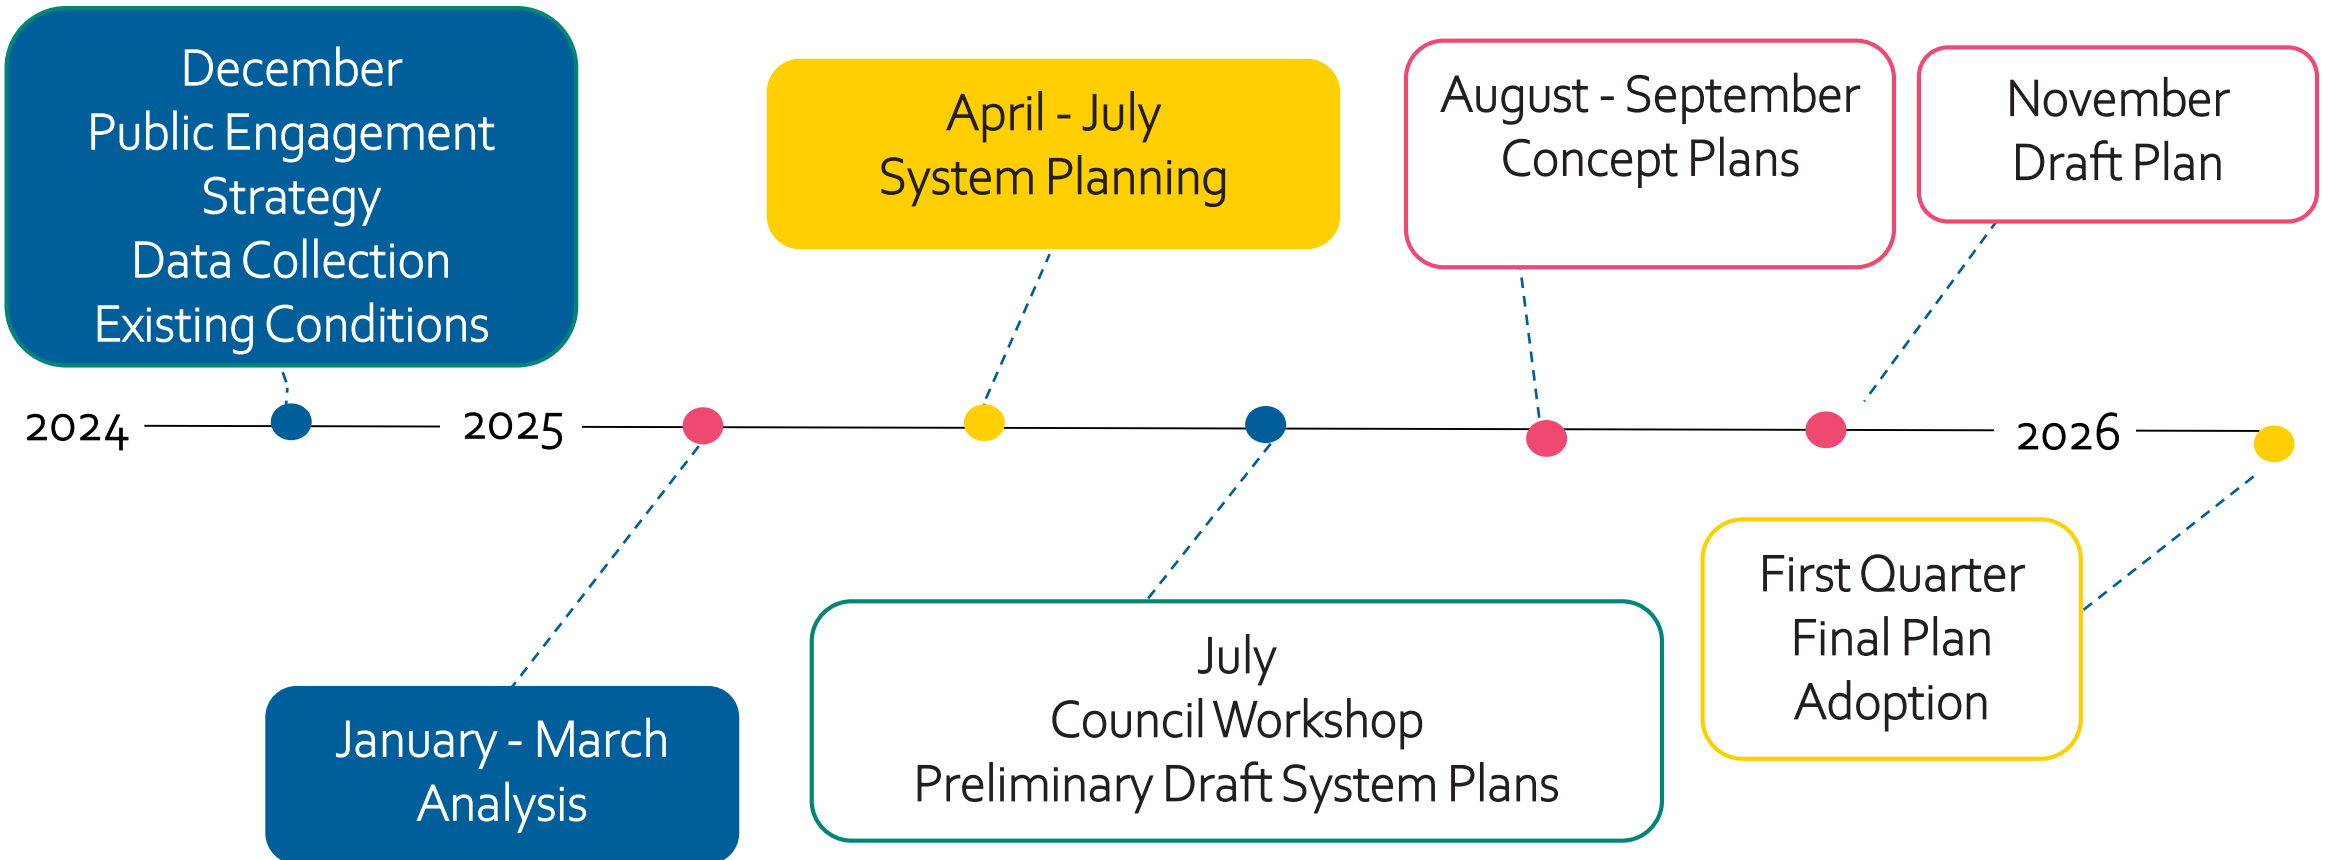 December
Public Engagement
Strategy
Data Collection
Existing Conditions
April - July
System Planning
August - September
Concept Plans
November
Draft Plan
2024
2025
2026
January - March
Analysis
July
Council Workshop
Preliminary Draft System Plans
First Quarter
Final Plan
Adoption